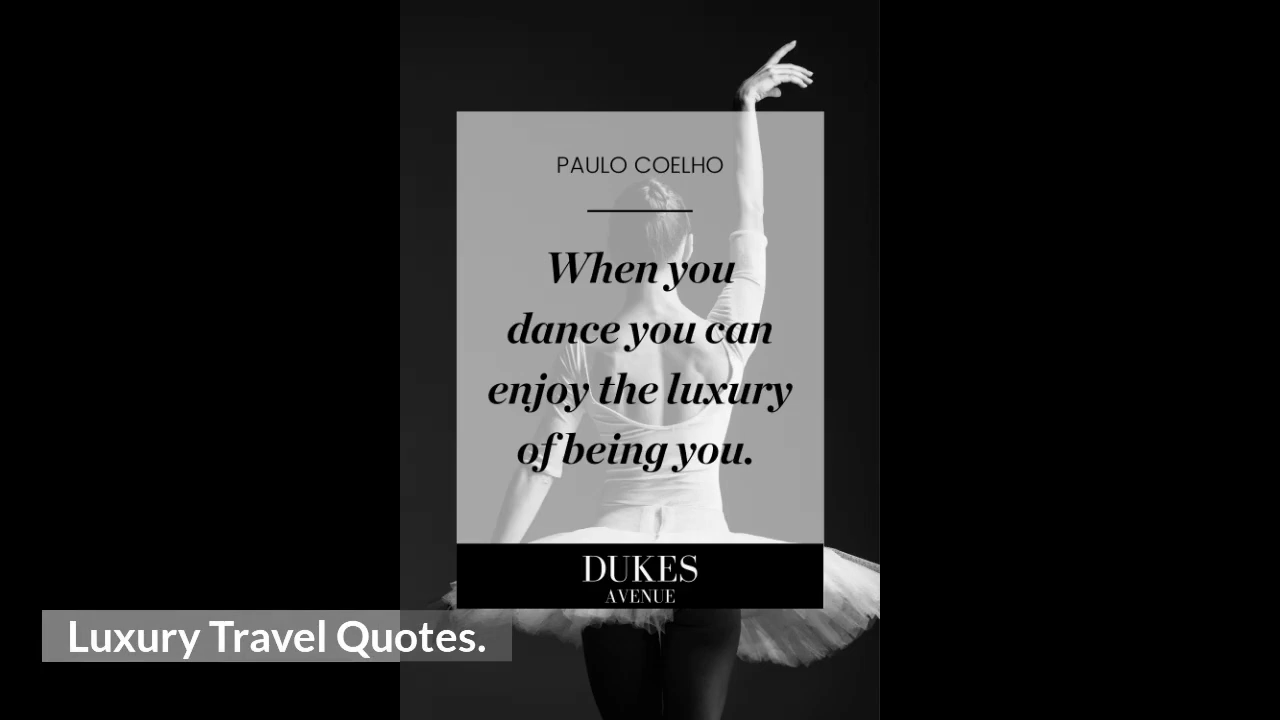 PAULO COELHO
When you
dance you can
enjoy the luxury
of being you.
DUKES
AVENUE
Luxury Travel Quotes.